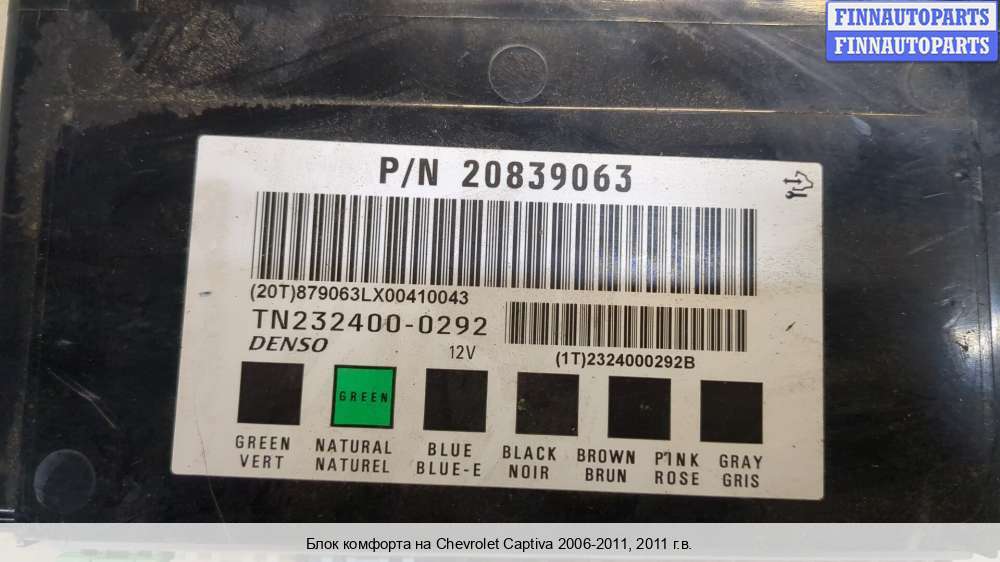 FINNAUTOPARTS
FINNAUTOPARTS
P/N 20839063
(20T)879063LX00410043
TN232400-0292
DENSO
12V
(1T)2324000292B
GREEN
GREEN
VERT
NATURAL
NATUREL
BLUE
BLUE-E
BLACK
NOIR
BROWN
BRUN
PINK
ROSE
GRAY
GRIS
Блок комфорта на Chevrolet Captiva 2006-2011, 2011 г.в.